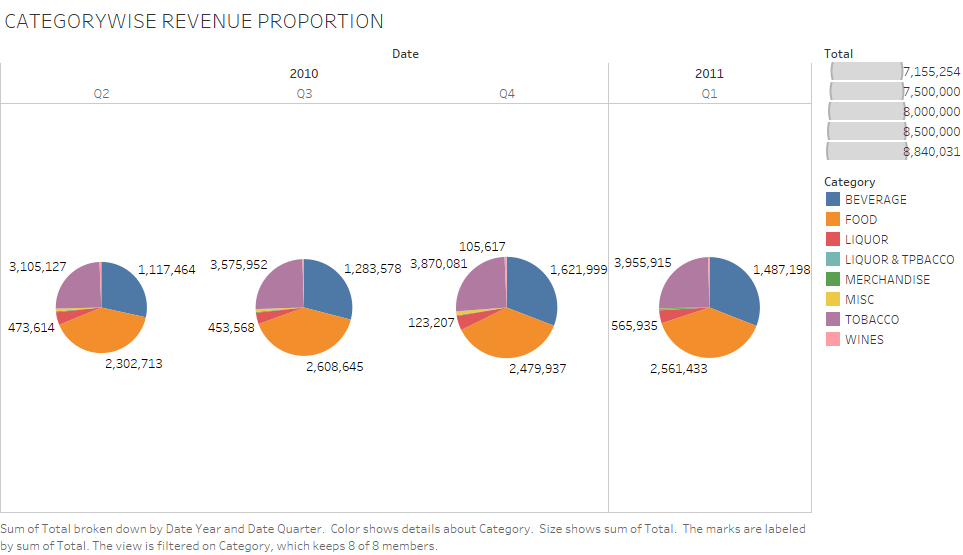 CATEGORYWISE REVENUE PROPORTION
Date
2010
2011
Q2
Q3
Q4
Q1
3,105,127
1,117,464
473,614
2,302,713
3,575,952
1,283,578
453,568
2,608,645
105,617
3,870,081
1,621,999
123,207
2,479,937
3,955,915
1,487,198
565,935
2,561,433
Total
7,155,254
7,500,000
8,000,000
8,500,000
8,840,031
Category
BEVERAGE
FOOD
LIQUOR
LIQUOR & TPBACCO
MERCHANDISE
MISC
TOBACCO
WINES
Sum of Total broken down by Date Year and Date Quarter. Color shows details about Category. Size shows sum of Total. The marks are labeled
by sum of Total. The view is filtered on Category, which keeps 8 of 8 members.